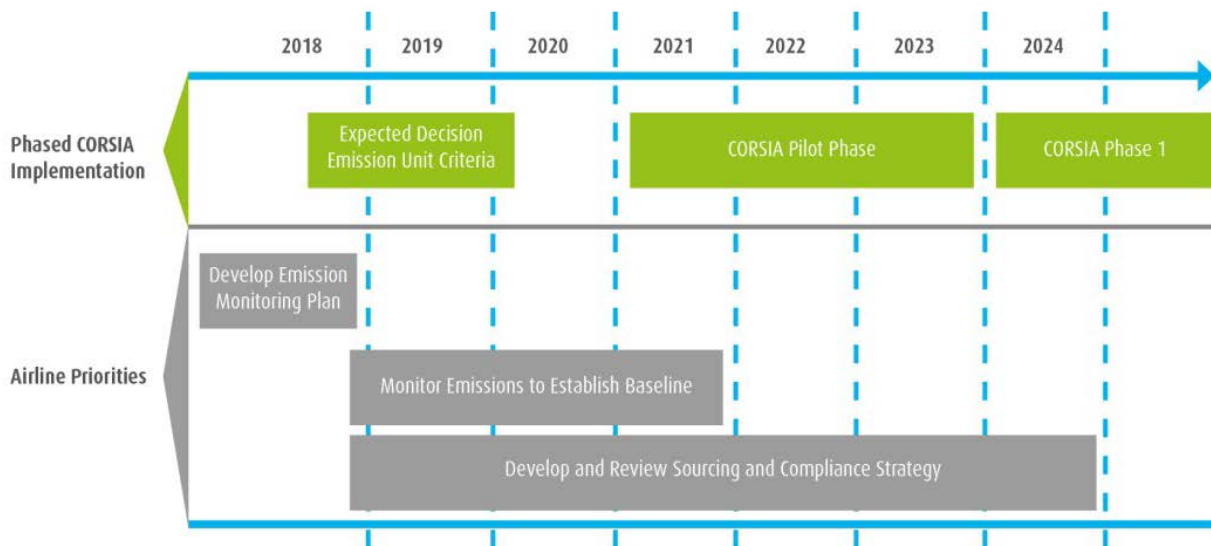 2018 2019 2020 2021 2022 2023 2024
Phased CORSIA
Implementation
Expected Decision
Emission Unit Criteria
CORSIA Pilot Phase
CORSIA Phase 1
Airline Priorities
Develop Emission
Monitoring Plan
Monitor Emissions to Establish Baseline
Develop and Review Sourcing and Compliance Strategy